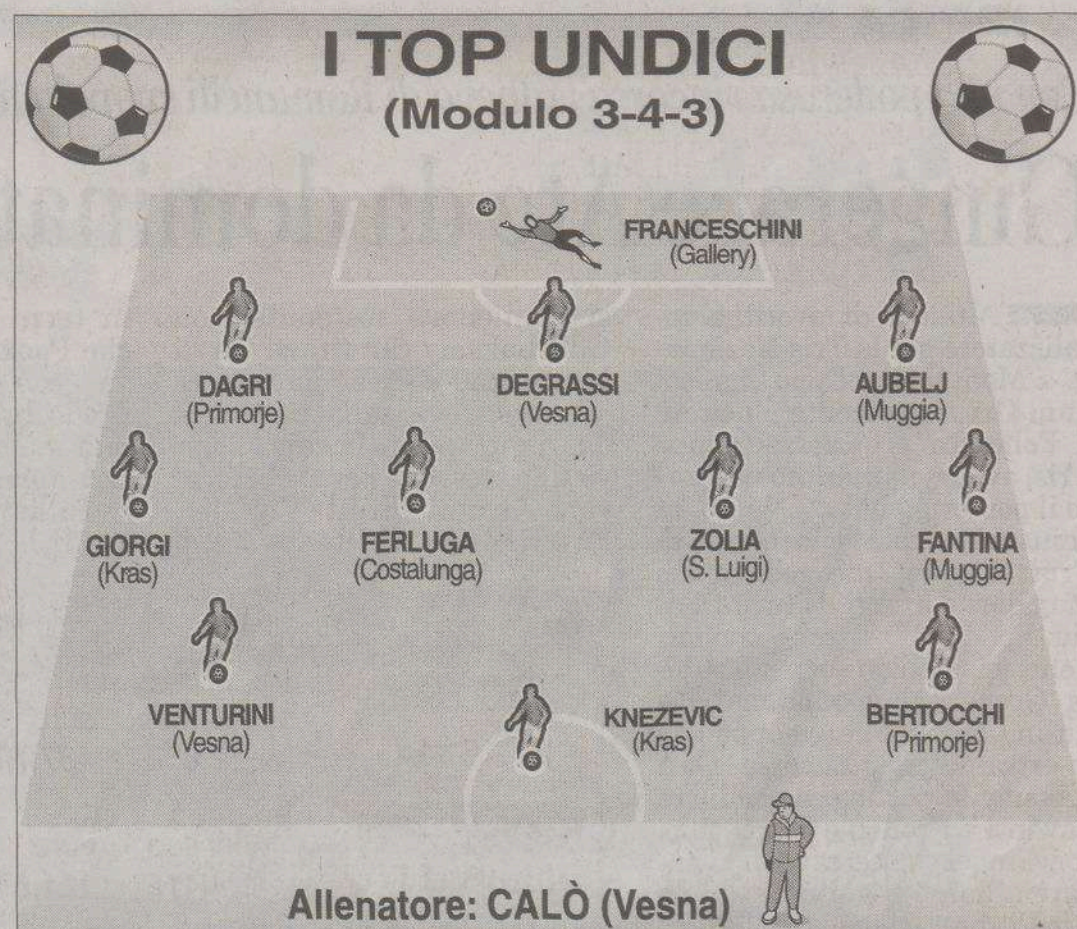 I TOP UNDICI
(Modulo 3-4-3)
FRANCESCHINI
(Gallery)
DAGRI
(Primorje)
DEGRASSI
(Vesna)
AUBELJ
(Muggia)
GIORGI
(Kras)
FERLUGA
(Costalunga)
ZOLIA
(S. Luigi)
FANTINA
(Muggia)
VENTURINI
(Vesna)
KNEZEVIC
(Kras)
BERTOCCHI
(Primorje)
Allenatore: CALÒ (Vesna)